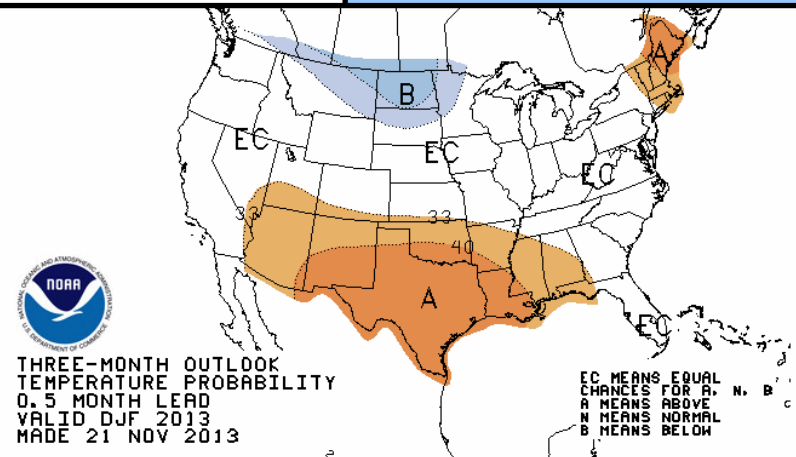 A
B
EC
EC
EC
33
33
40
A
EC
NATIONAL OCEANIC AND ATMOSPHERIC ADMINISTRATION
NOAA
U.S. DEPARTMENT OF COMMERCE
THREE-MONTH OUTLOOK
TEMPERATURE PROBABILITY
0.5 MONTH LEAD
VALID DJF 2013
MADE 21 NOV 2013
EC MEANS EQUAL
CHANCES FOR A, N, B
A MEANS ABOVE
N MEANS NORMAL
B MEANS BELOW